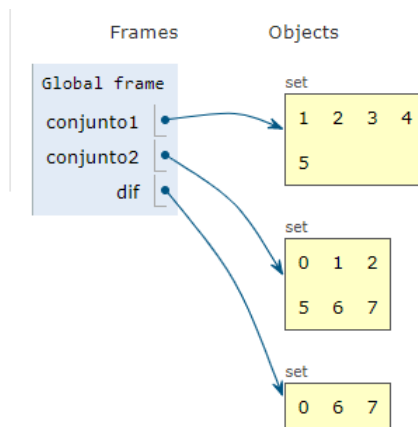 Frames Objects
Global frame
conjunto1
conjunto2
dif
set
1 2 3 4
5
set
0 1 2
5 6 7
set
0 6 7